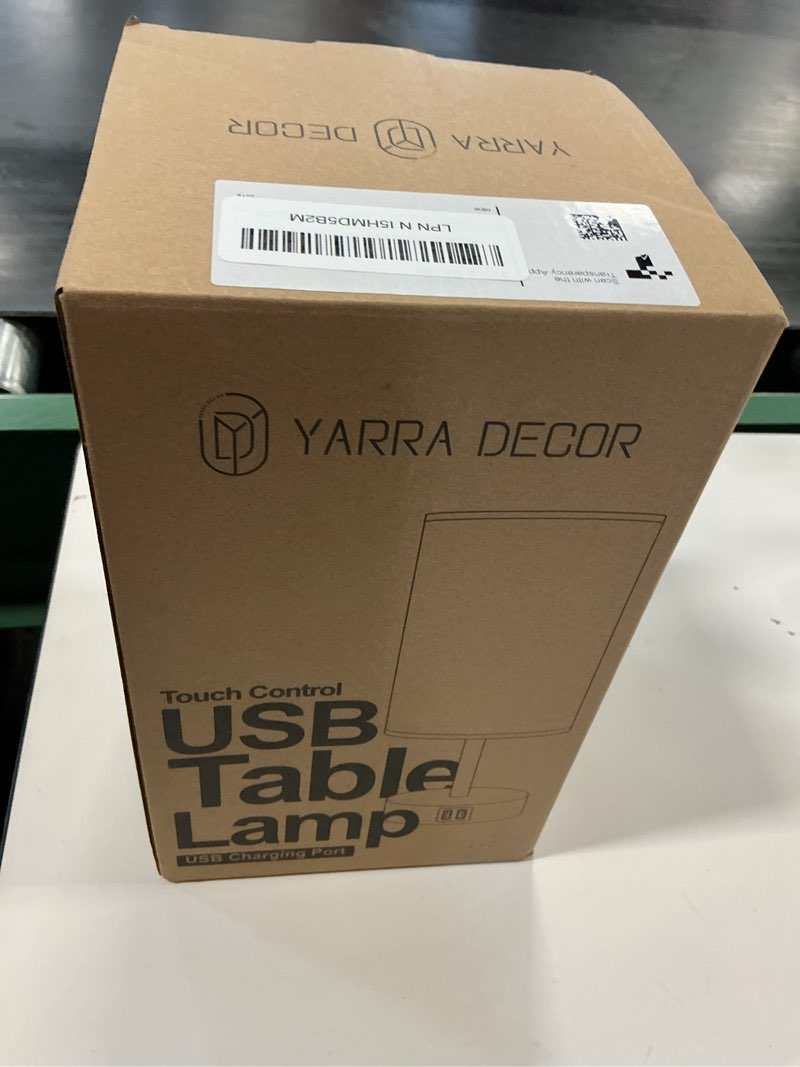 YARRA DECOR
LPN N I5HMD5B2M
NEW
Scan with the
Transparency App
YARRA DECOR
Touch Control
USB
Table
Lamp
USB Charging Port